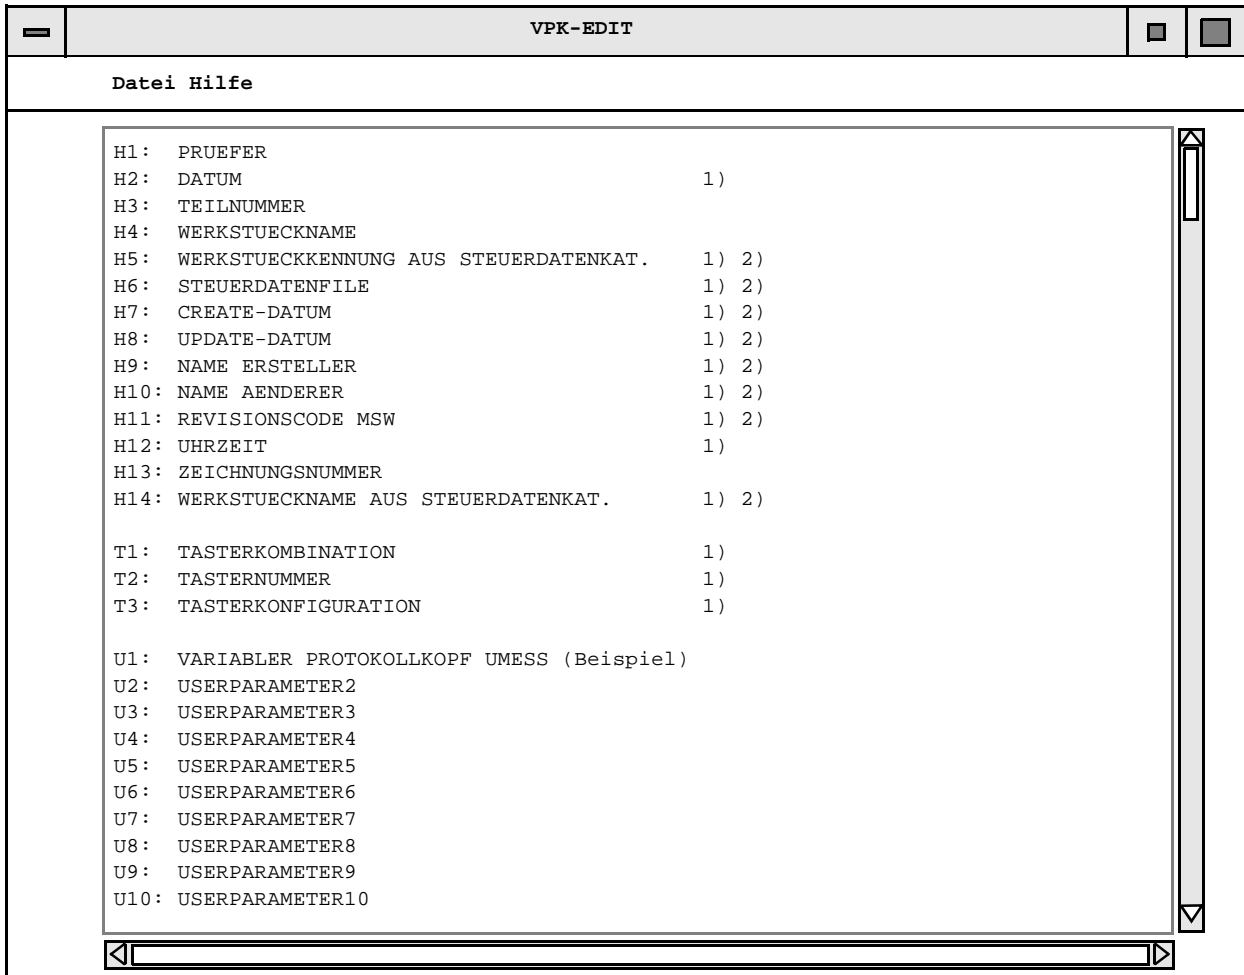 VPK-EDIT
Datei Hilfe
H1: PRUEFER
H2: DATUM 1)
H3: TEILNUMMER
H4: WERKSTUECKNAME
H5: WERKSTUECKKENNUNG AUS STEUERDATENKAT. 1) 2)
H6: STEUERDATENFILE 1) 2)
H7: CREATE-DATUM 1) 2)
H8: UPDATE-DATUM 1) 2)
H9: NAME ERSTELLER 1) 2)
H10: NAME AENDERER 1) 2)
H11: REVISIONSCODE MSW 1) 2)
H12: UHRZEIT 1)
H13: ZEICHNUNGSNUMMER
H14: WERKSTUECKNAME AUS STEUERDATENKAT. 1) 2)
T1: TASTERKOMBINATION 1)
T2: TASTERNUMMER 1)
T3: TASTERKONFIGURATION 1)
U1: VARIABLER PROTOKOLLKOPF UMESS (Beispiel)
U2: USERPARAMETER2
U3: USERPARAMETER3
U4: USERPARAMETER4
U5: USERPARAMETER5
U6: USERPARAMETER6
U7: USERPARAMETER7
U8: USERPARAMETER8
U9: USERPARAMETER9
U10: USERPARAMETER10